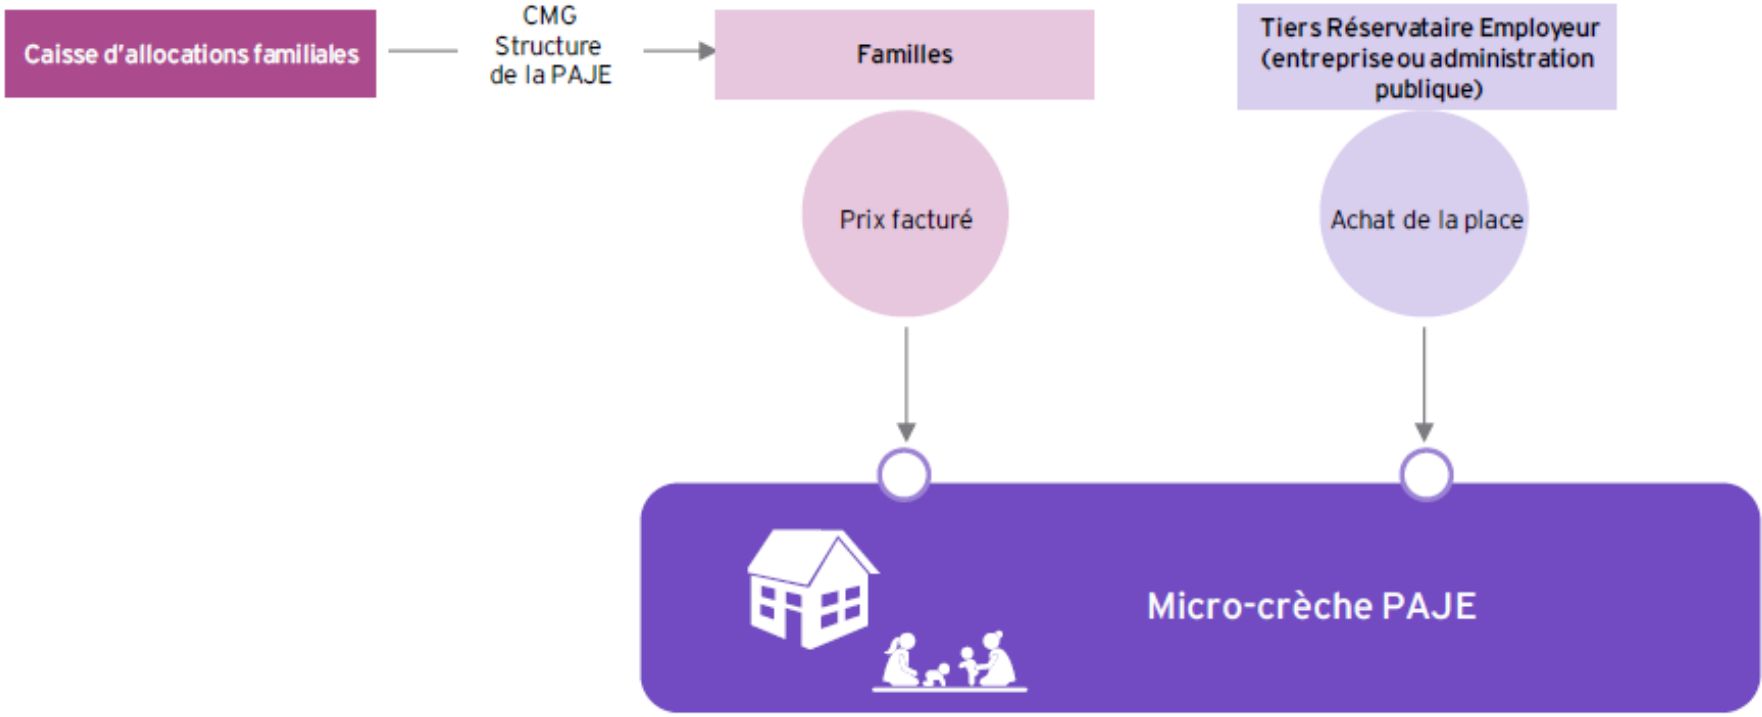 Caisse d'allocations familiales
CMG
Structure
de la PAJE
Familles
Tiers Réservataire Employeur
(entreprise ou administration
publique)
Prix facturé
Achat de la place
Micro-crèche PAJE